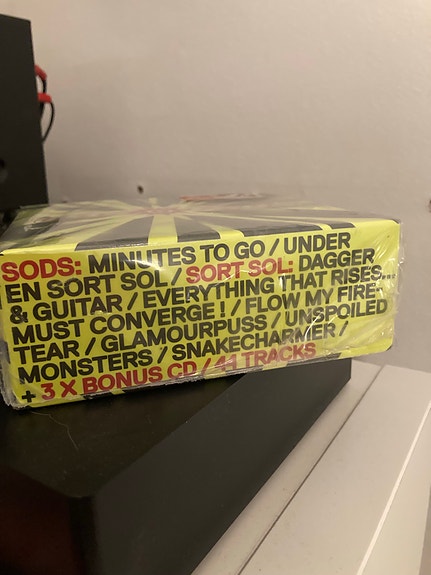 SODS: MINUTES TO GO / UNDER
EN SORT SOL / SORT SOL: DAGGER
& GUITAR / EVERYTHING THAT RISES...
MUST CONVERGE ! / FLOW MY FIRE-
TEAR / GLAMOURPUSS / UNSPOILED
MONSTERS / SNAKECHARMER /
+ 3 X BONUS CD / 41 TRACKS